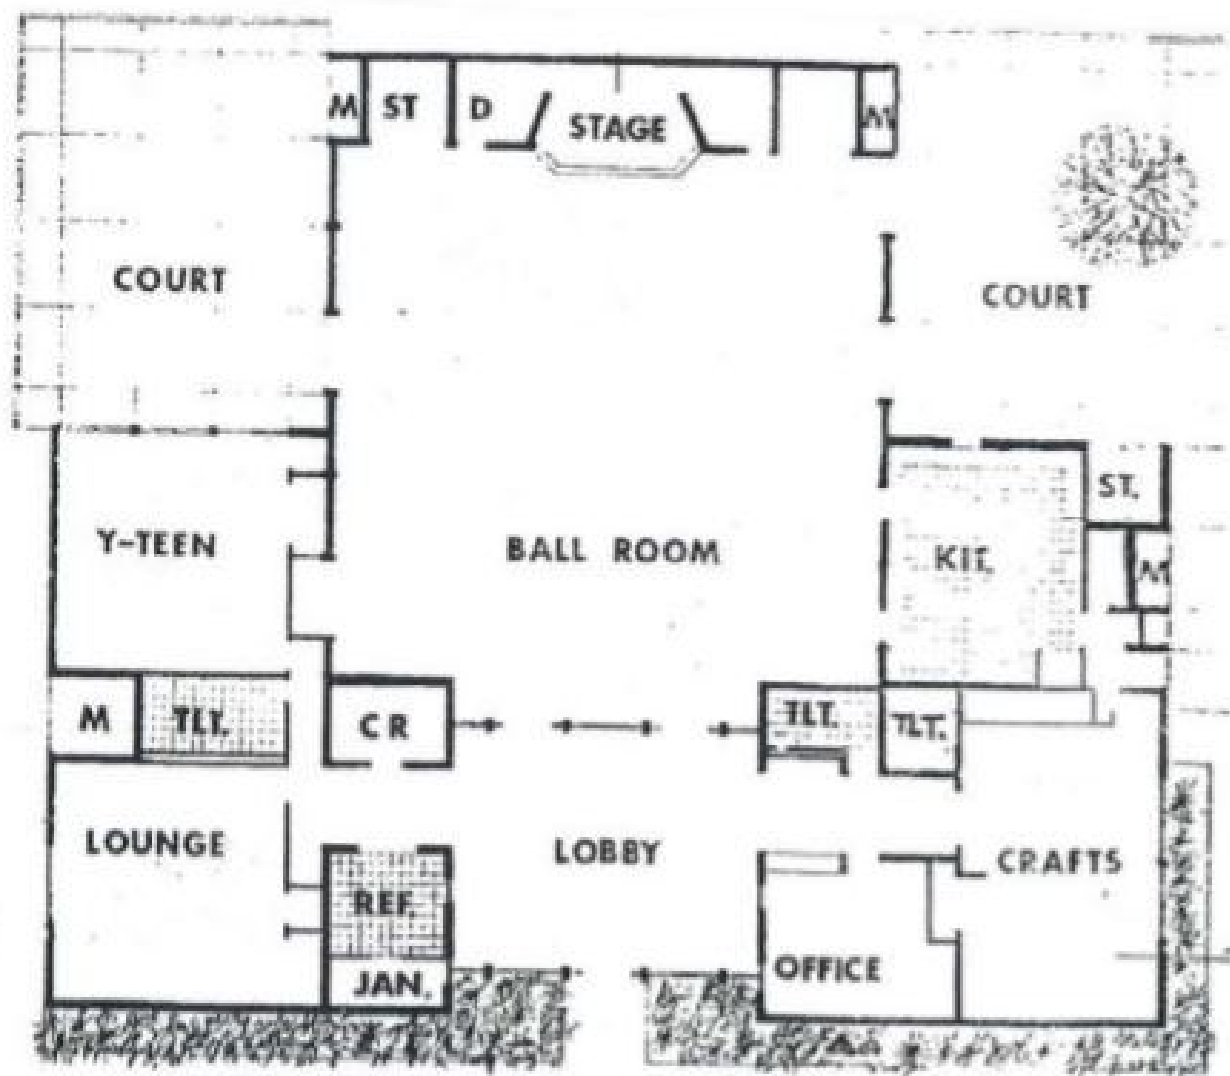 M ST D STAGE M
COURT
COURT
ST.
Y-TEEN
BALL ROOM
KIT.
M
M
TLT.
CR
TLT.
TLT.
LOUNGE
LOBBY
CRAFTS
REF.
OFFICE
JAN.